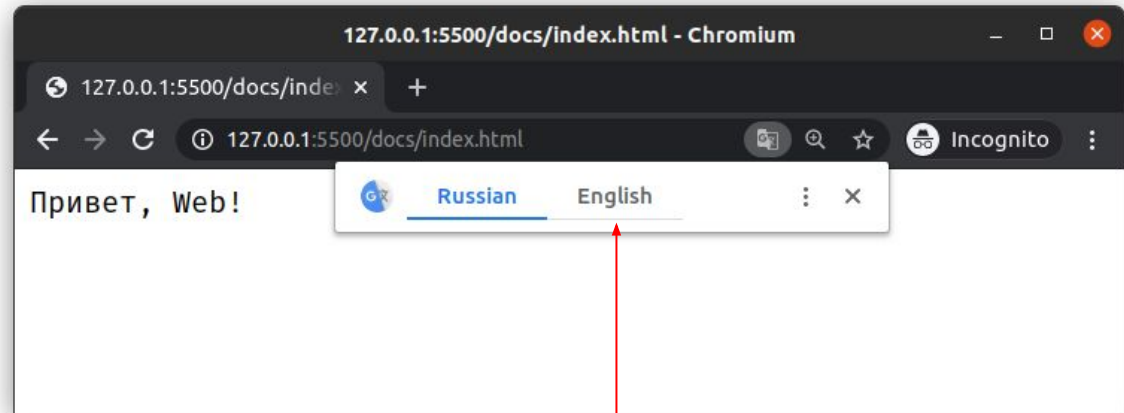 127.0.0.1:5500/docs/index.html - Chromium
127.0.0.1:5500/docs/inde
127.0.0.1:5500/docs/index.html
Incognito
Привет, Web!
Russian English